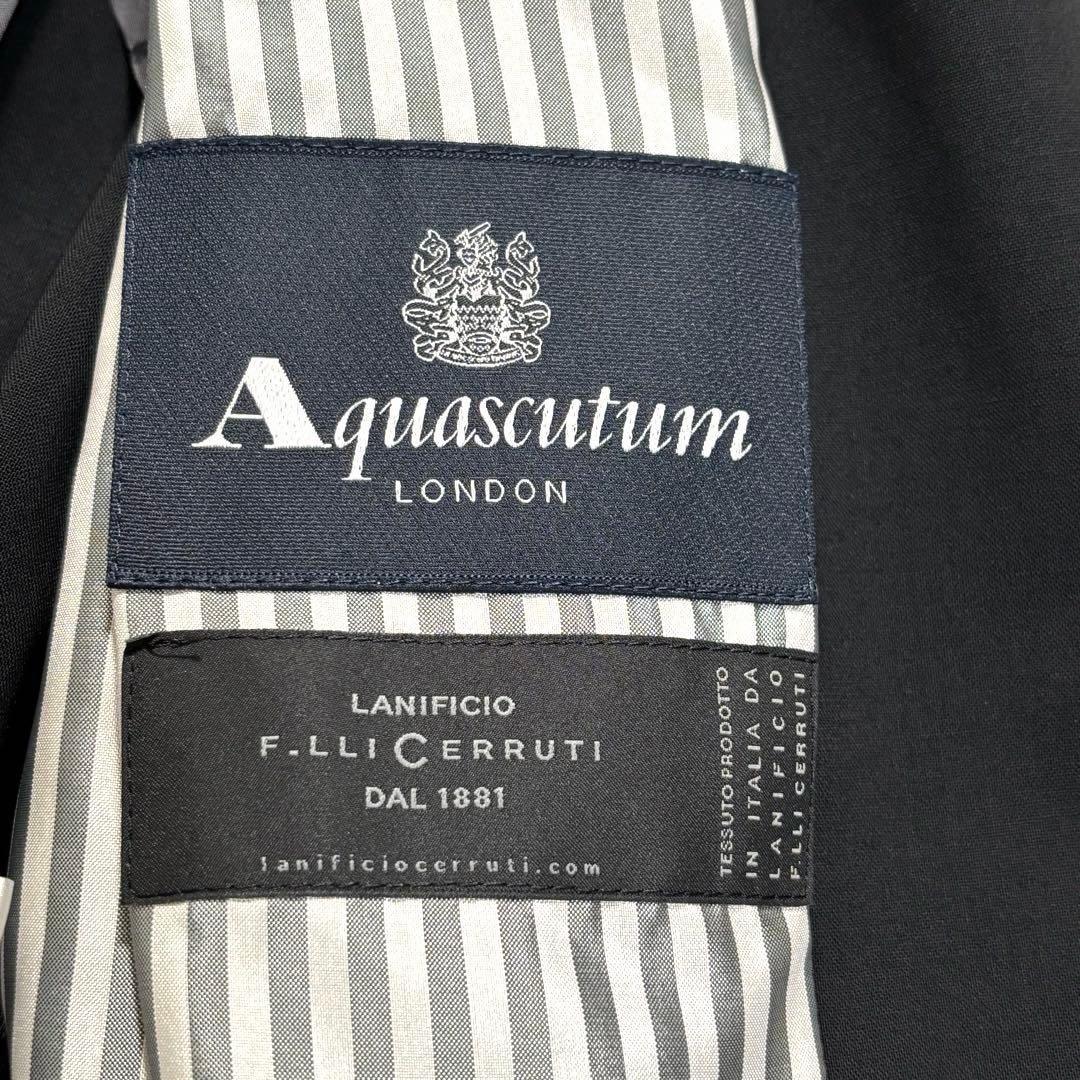 Aquascutum
LONDON
LANIFICIO
F.LLI CERRUTI
DAL 1881
lanificiocerruti.com
TESSUTO PRODOTTO
IN ITALIA DA
LANIFICIO
F.LLI CERRUTI